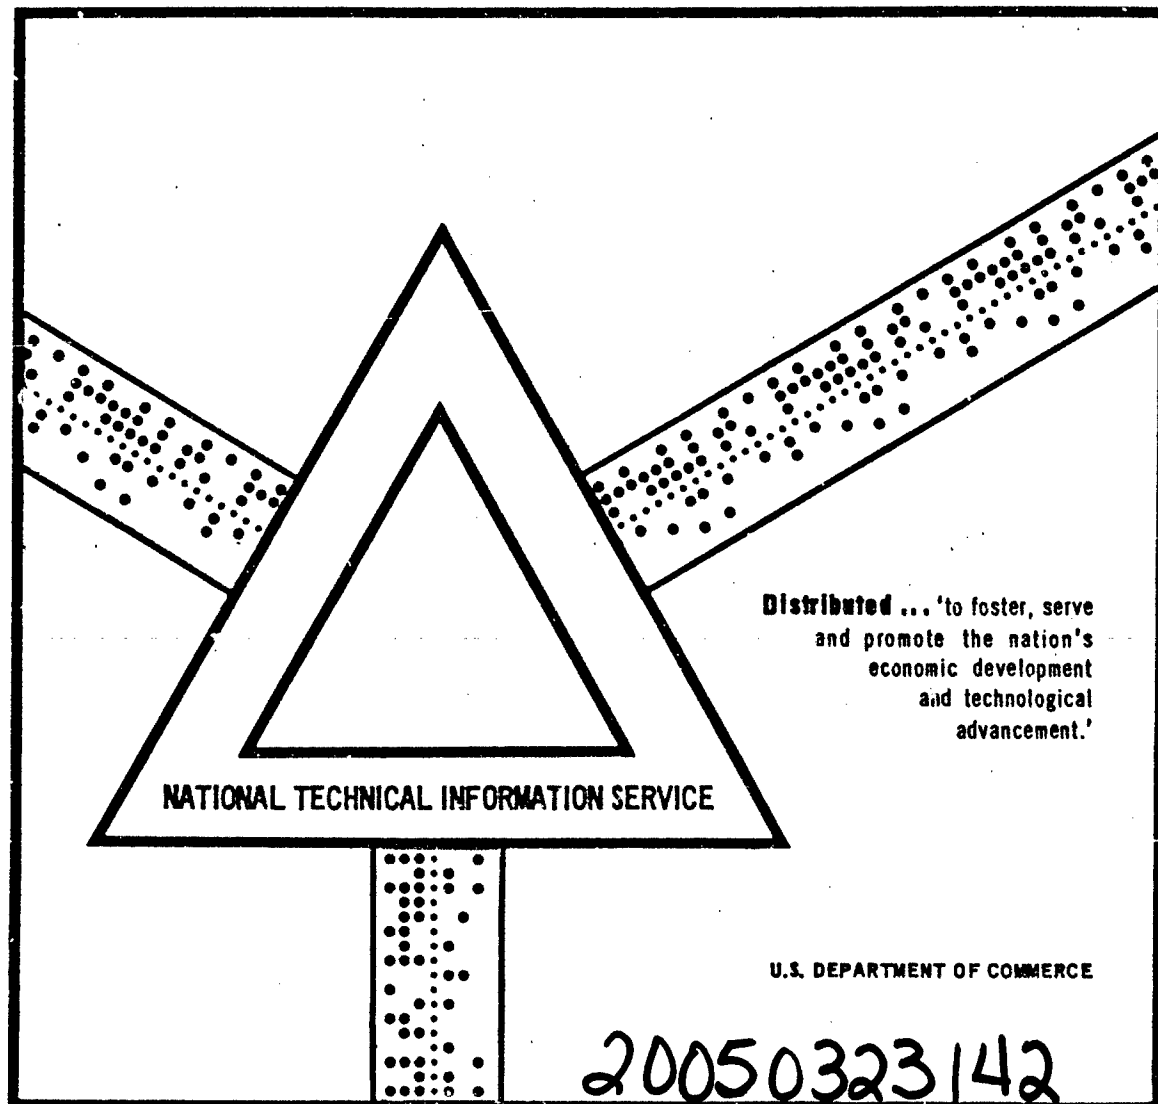 Distributed ... 'to foster, serve
and promote the nation's
economic development
and technological
advancement.'
NATIONAL TECHNICAL INFORMATION SERVICE
U.S. DEPARTMENT OF COMMERCE
20050323142